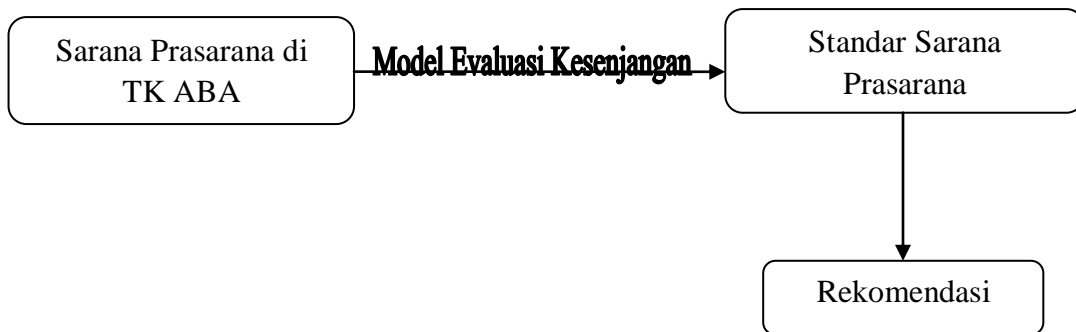 Sarana Prasarana di
TK ABA
Model Evaluasi Kesenjangan
Standar Sarana
Prasarana
Rekomendasi